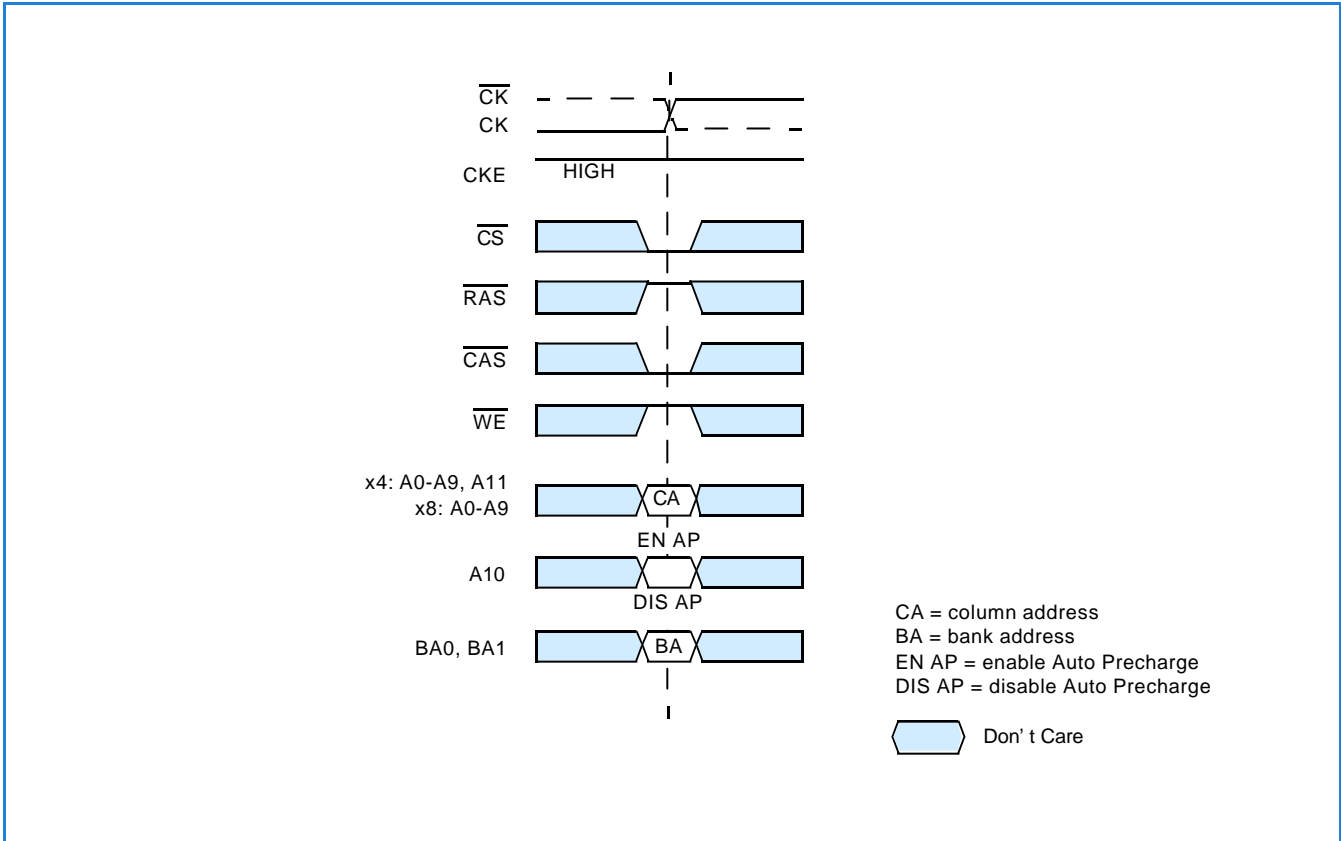 CK
CK
CKE
HIGH
CS
RAS
CAS
WE
x4: A0-A9, A11
x8: A0-A9
CA
EN AP
A10
DIS AP
BA0, BA1
BA
CA = column address
BA = bank address
EN AP = enable Auto Precharge
DIS AP = disable Auto Precharge
Don' t Care